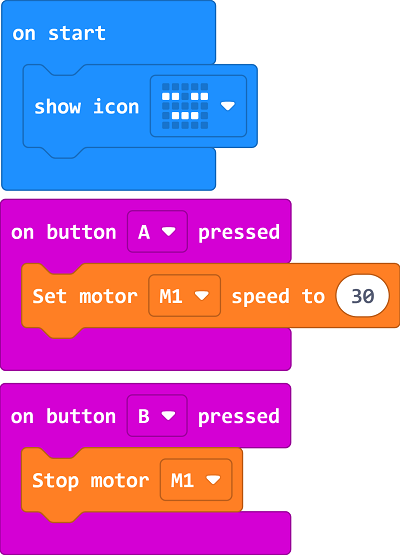 on start
show icon
on button A pressed
Set motor M1 speed to 30
on button B pressed
Stop motor M1